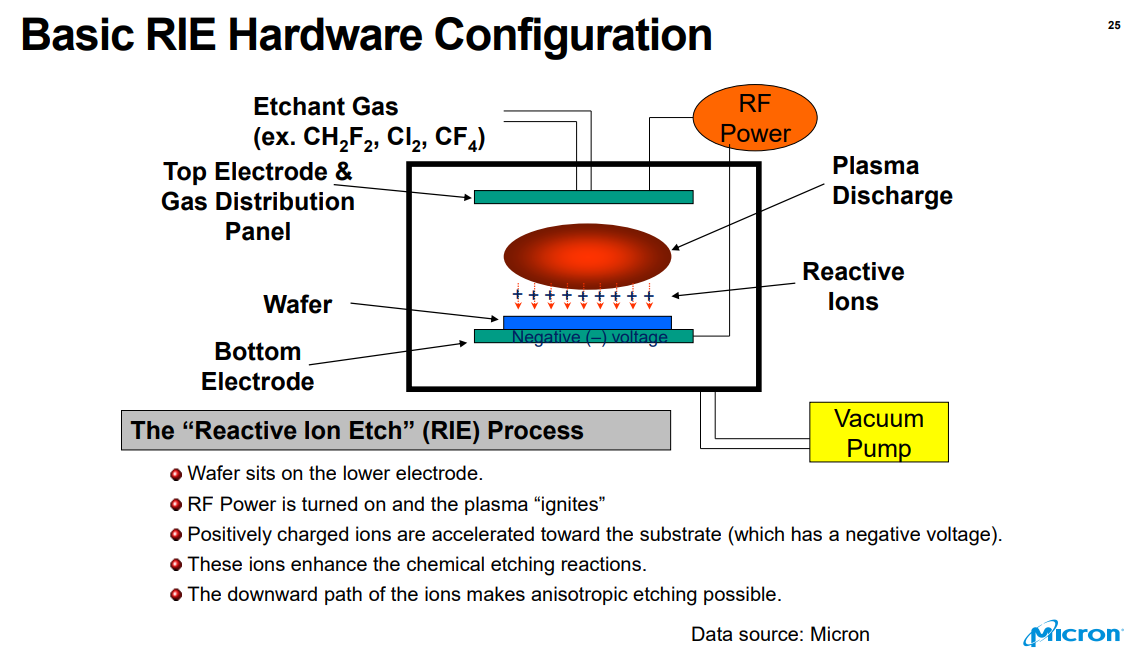 Basic RIE Hardware Configuration
25
Etchant Gas
(ex. CH₂F₂, Cl₂, CF₄)
RF
Power
Top Electrode &
Gas Distribution
Panel
Plasma
Discharge
Reactive
Ions
+ + + + + + + + +
Wafer
Negative (–) voltage
Bottom
Electrode
Vacuum
Pump
The “Reactive Ion Etch” (RIE) Process
Wafer sits on the lower electrode.
RF Power is turned on and the plasma “ignites”
Positively charged ions are accelerated toward the substrate (which has a negative voltage).
These ions enhance the chemical etching reactions.
The downward path of the ions makes anisotropic etching possible.
Data source: Micron
Micron